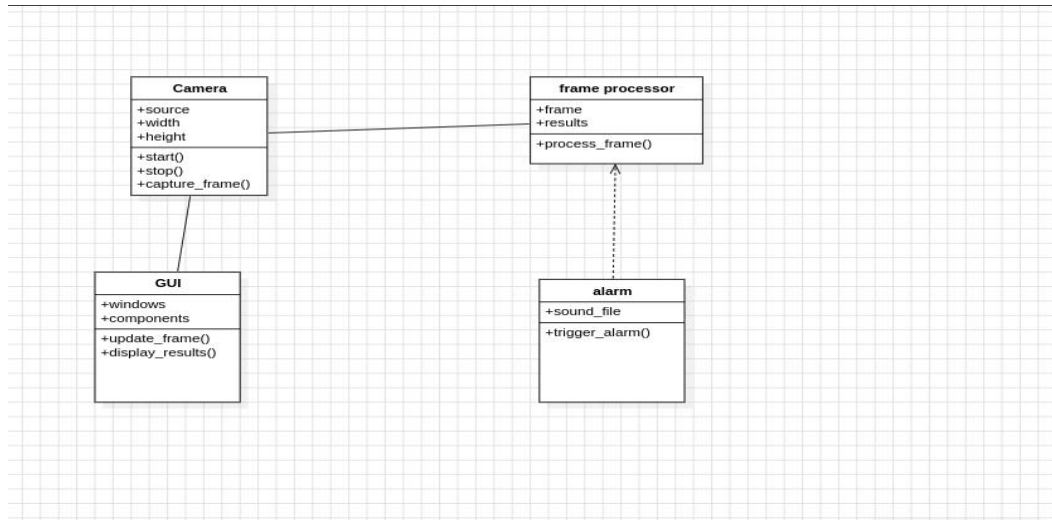 Camera
+source
+width
+height
+start()
+stop()
+capture_frame()
frame processor
+frame
+results
+process_frame()
GUI
+windows
+components
+update_frame()
+display_results()
alarm
+sound_file
+trigger_alarm()